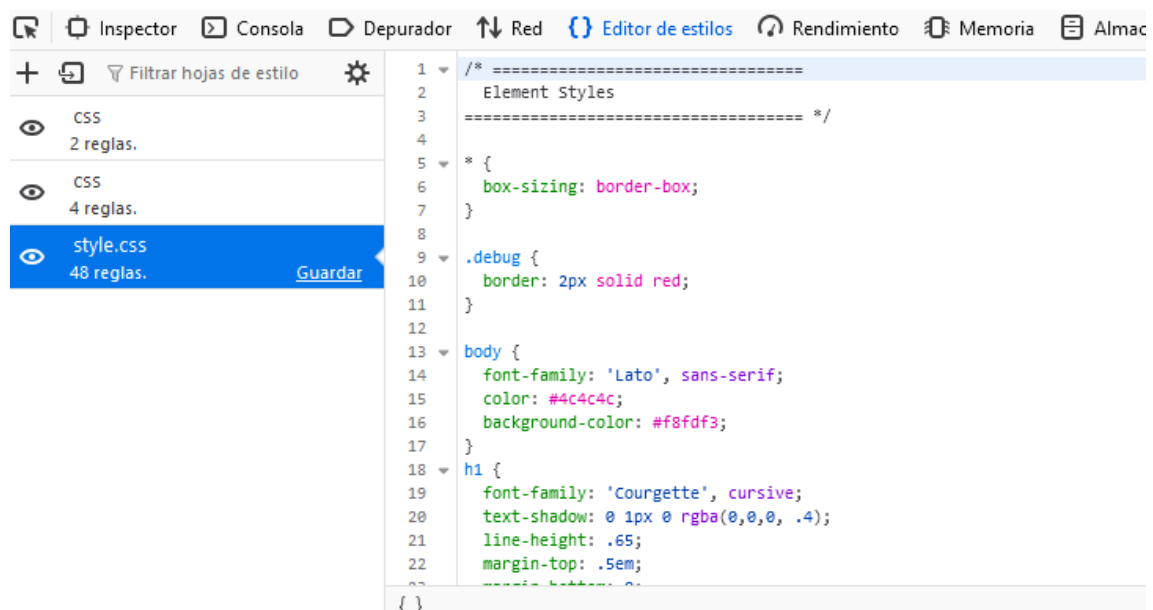 Inspector Consola Depurador Red {} Editor de estilos Rendimiento Memoria Almac
Filtrar hojas de estilo
css
2 reglas.
css
4 reglas.
style.css
48 reglas. Guardar
1 /* =================================
2 Element Styles
3 ==================================== */
4
5 * {
6 box-sizing: border-box;
7 }
8
9 .debug {
10 border: 2px solid red;
11 }
12
13 body {
14 font-family: 'Lato', sans-serif;
15 color: #4c4c4c;
16 background-color: #f8fdf3;
17 }
18 h1 {
19 font-family: 'Courgette', cursive;
20 text-shadow: 0 1px 0 rgba(0,0,0, .4);
21 line-height: .65;
22 margin-top: .5em;
{ }